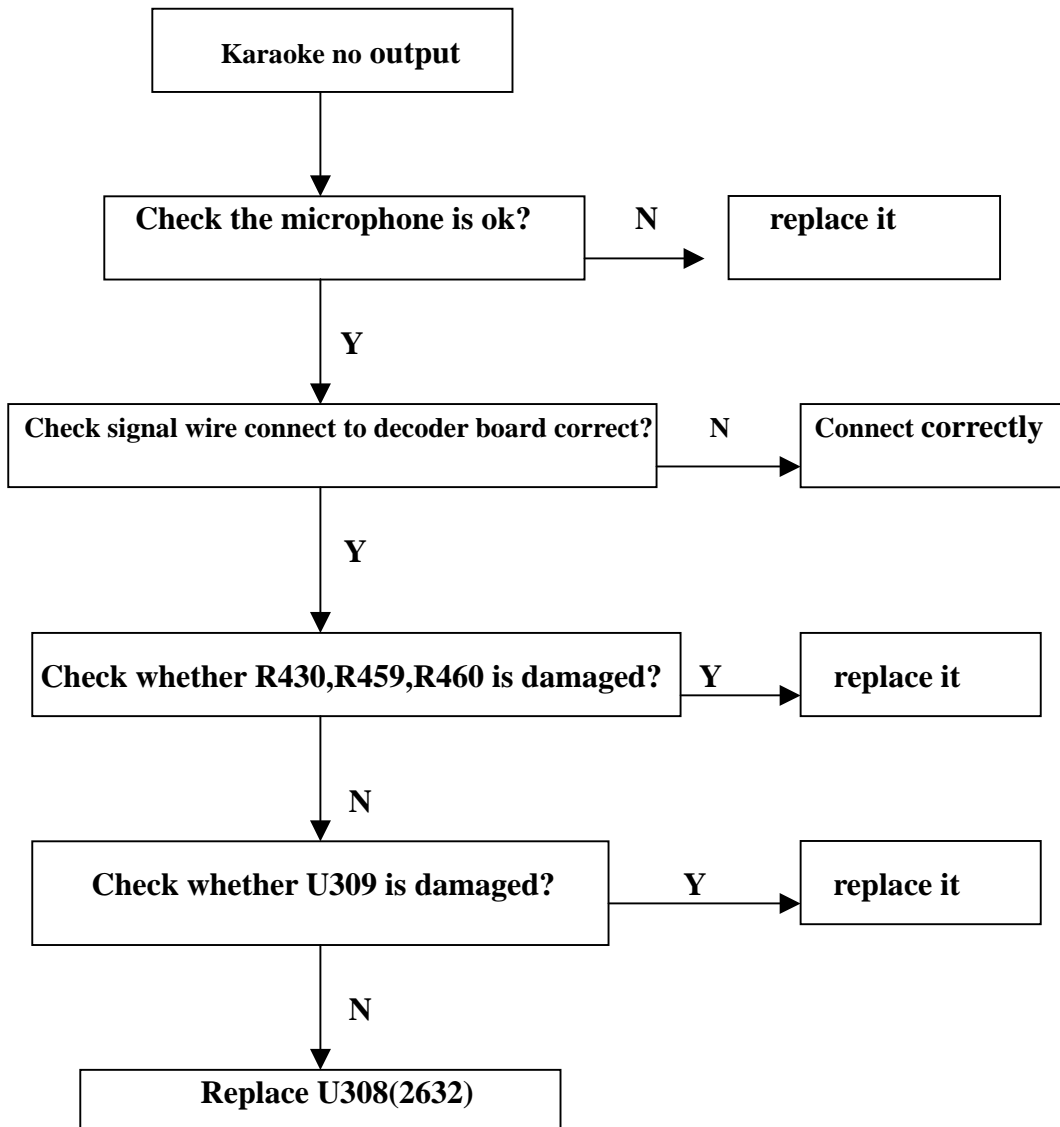 Karaoke no output
Check the microphone is ok?
N
replace it
Y
Check signal wire connect to decoder board correct?
N
Connect correctly
Y
Check whether R430,R459,R460 is damaged?
Y
replace it
N
Check whether U309 is damaged?
Y
replace it
N
Replace U308(2632)